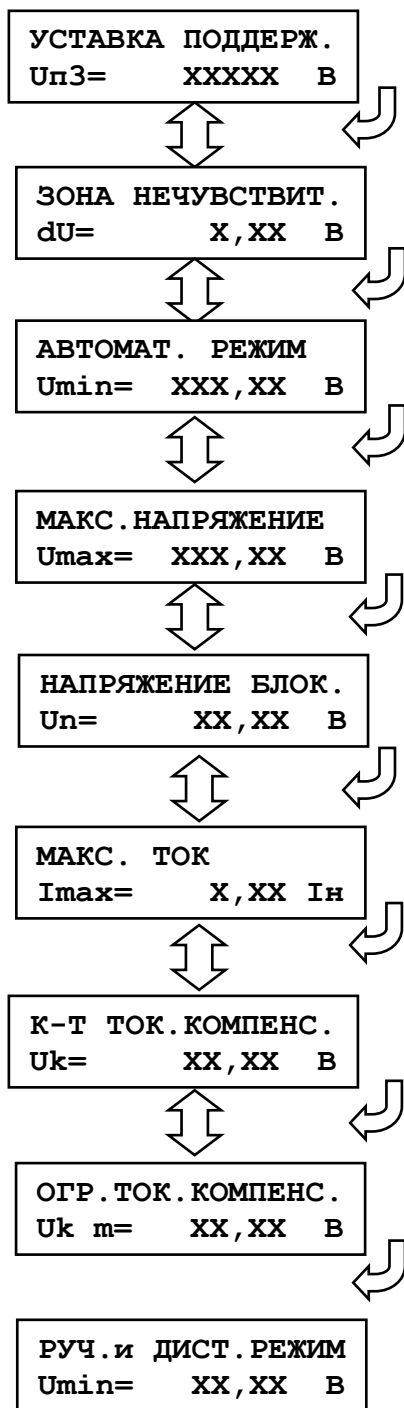 УСТАВКА ПОДДЕРЖ.
Uп3= XXXXX В
ЗОНА НЕЧУВСТВИТ.
dU= X,XX В
АВТОМАТ. РЕЖИМ
Umin= XXX,XX В
МАКС.НАПРЯЖЕНИЕ
Umax= XXX,XX В
НАПРЯЖЕНИЕ БЛОК.
Un= XX,XX В
МАКС. ТОК
Imax= X,XX Iн
К-Т ТОК.КОМПЕНС.
Uk= XX,XX В
ОГР.ТОК.КОМПЕНС.
Uk m= XX,XX В
РУЧ.и ДИСТ.РЕЖИМ
Umin= XX,XX В